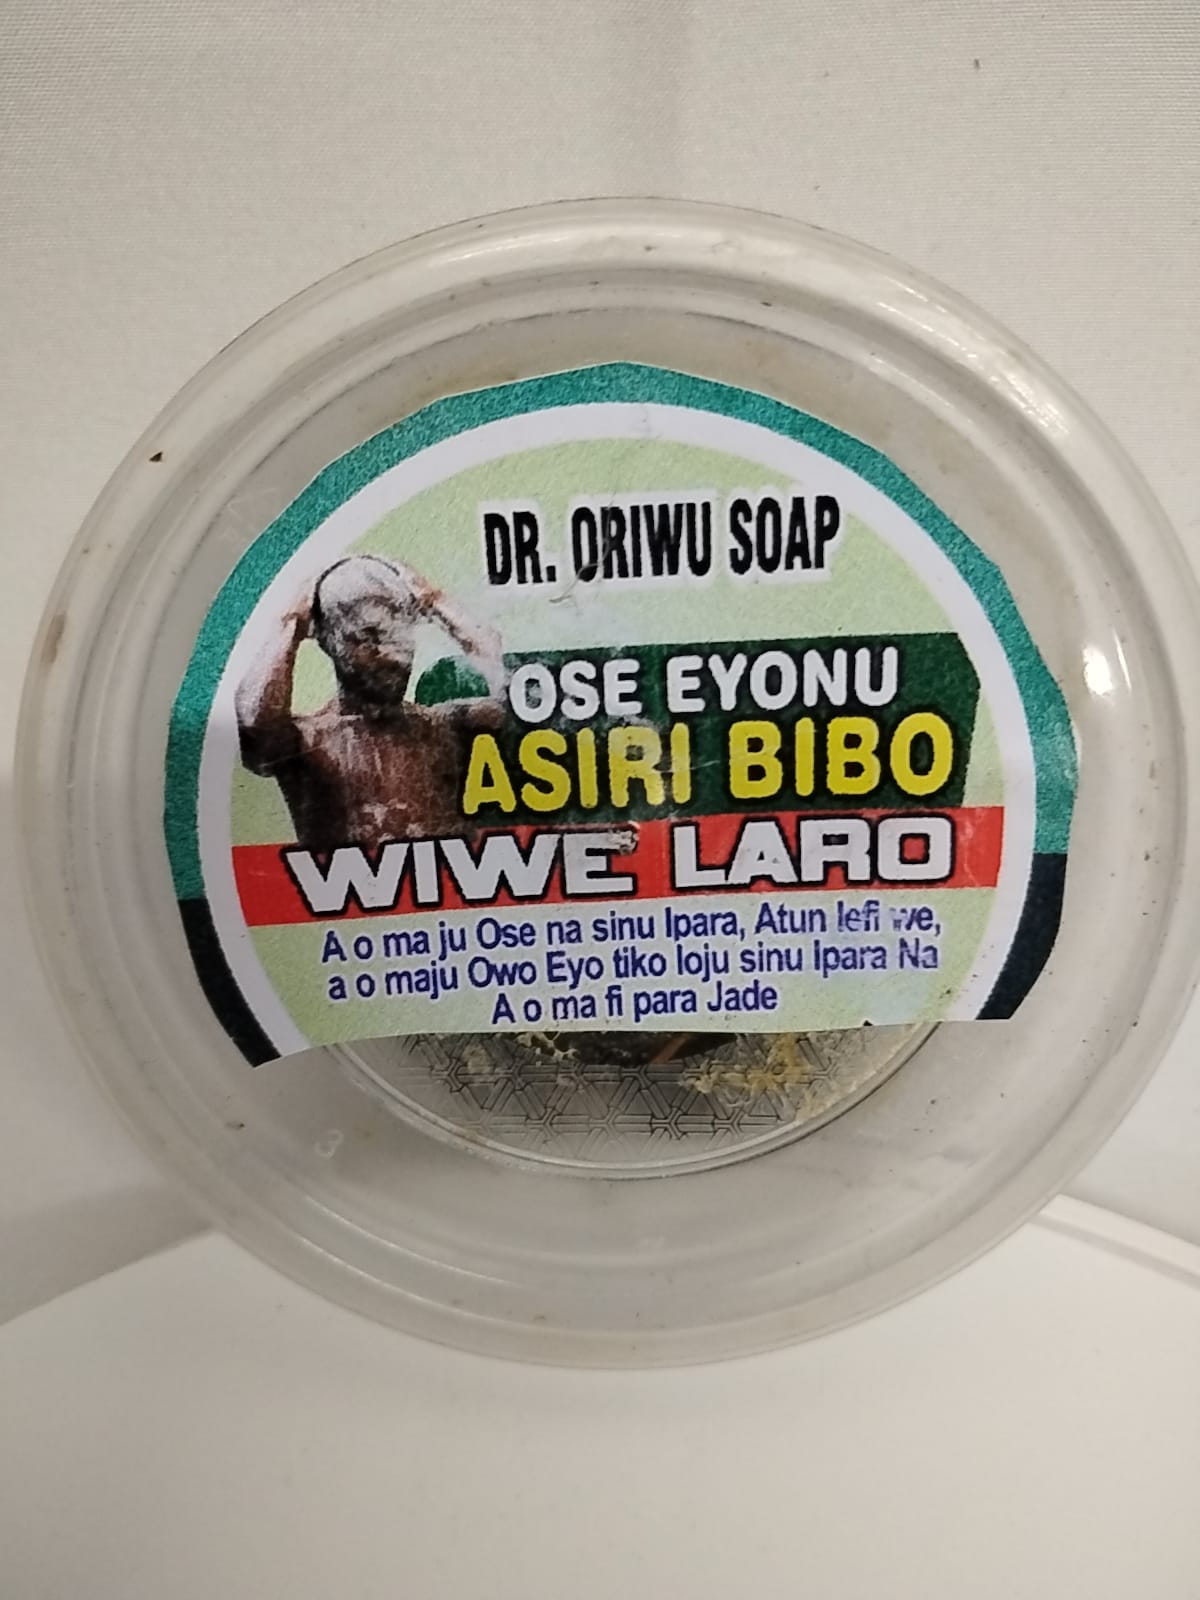 DR. ORIWU SOAP
OSE EYONU
ASIRI BIBO
WIWE LARO
A o ma ju Ose na sinu Ipara, Atun lefi we,
a o maju Owo Eyo tiko loju sinu Ipara Na
A o ma fi para Jade
3